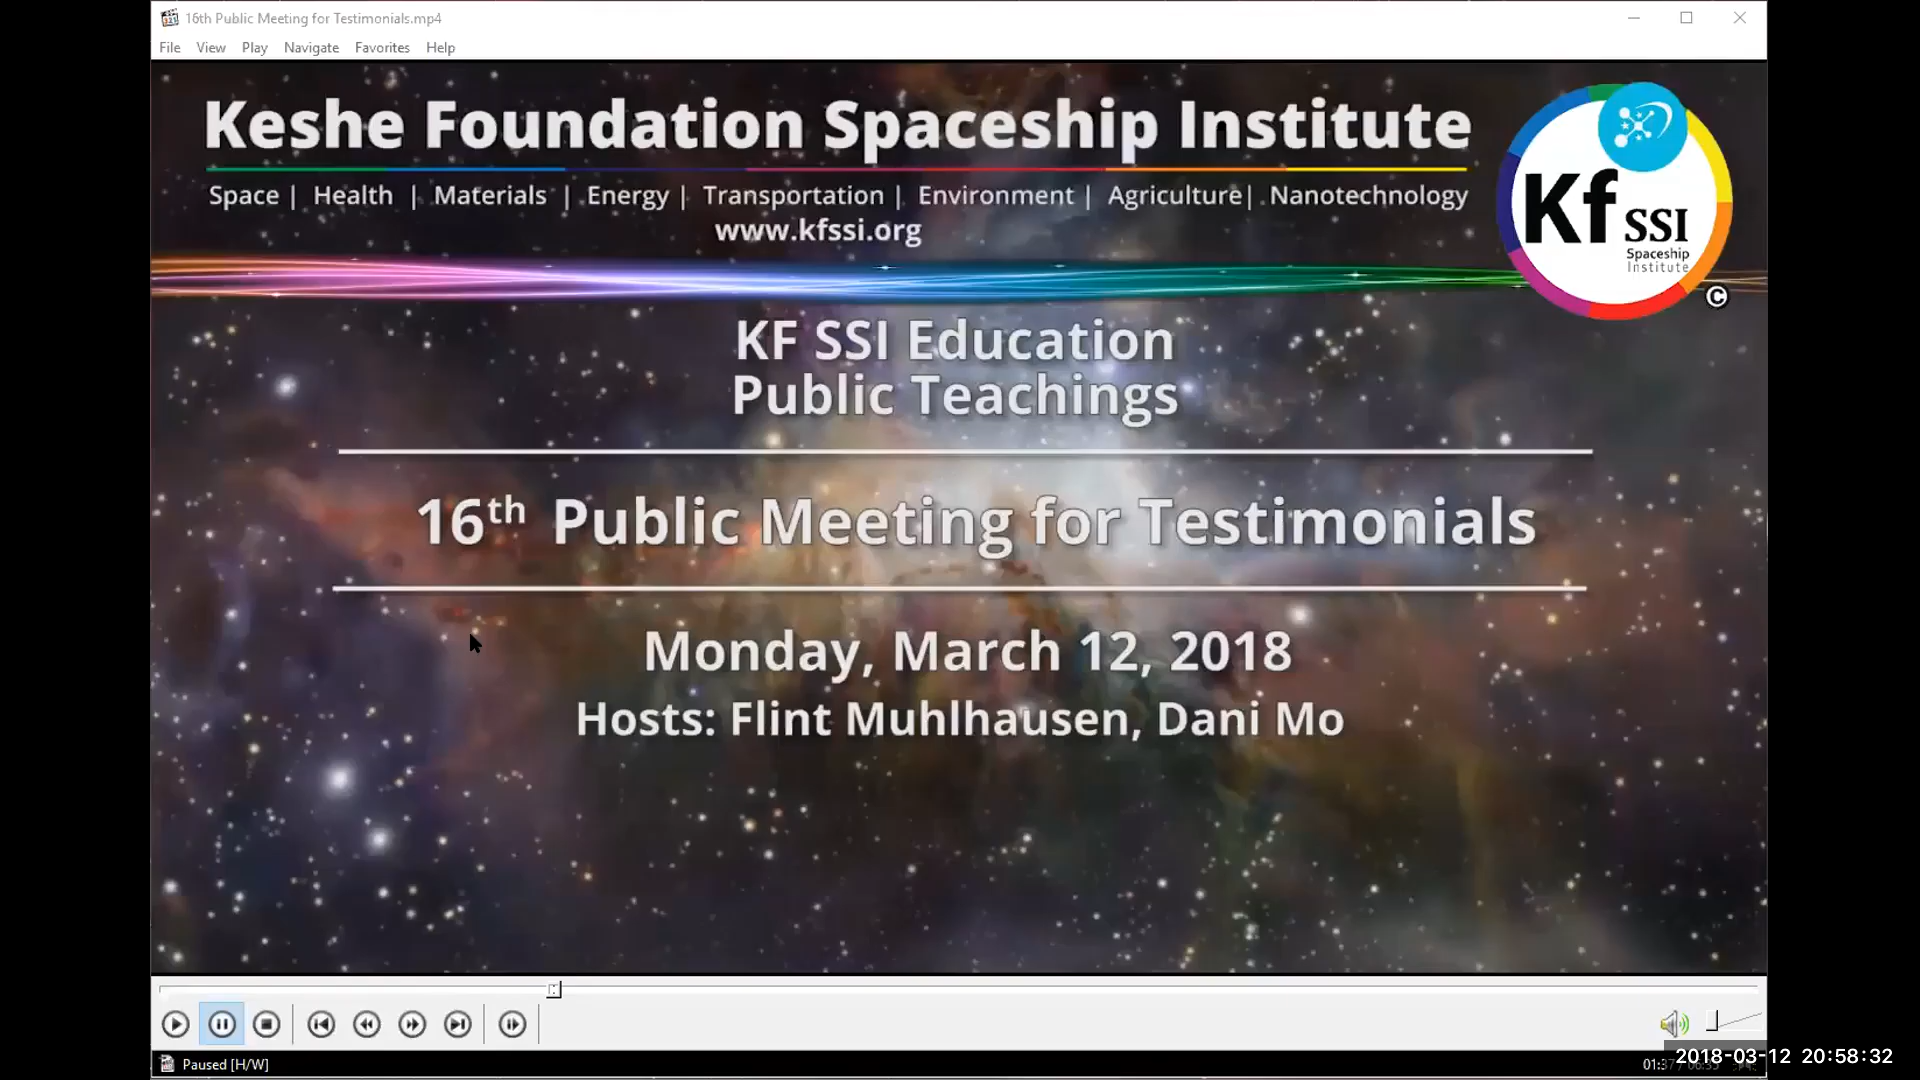 16th Public Meeting for Testimonials.mp4
File View Play Navigate Favorites Help
Keshe Foundation Spaceship Institute
Space | Health | Materials | Energy | Transportation | Environment | Agriculture | Nanotechnology
www.kfssi.org
Kf SSI
Spaceship
Institute
©
KF SSI Education
Public Teachings
16th Public Meeting for Testimonials
Monday, March 12, 2018
Hosts: Flint Muhlhausen, Dani Mo
Paused [H/W]
2018-03-12 20:58:32